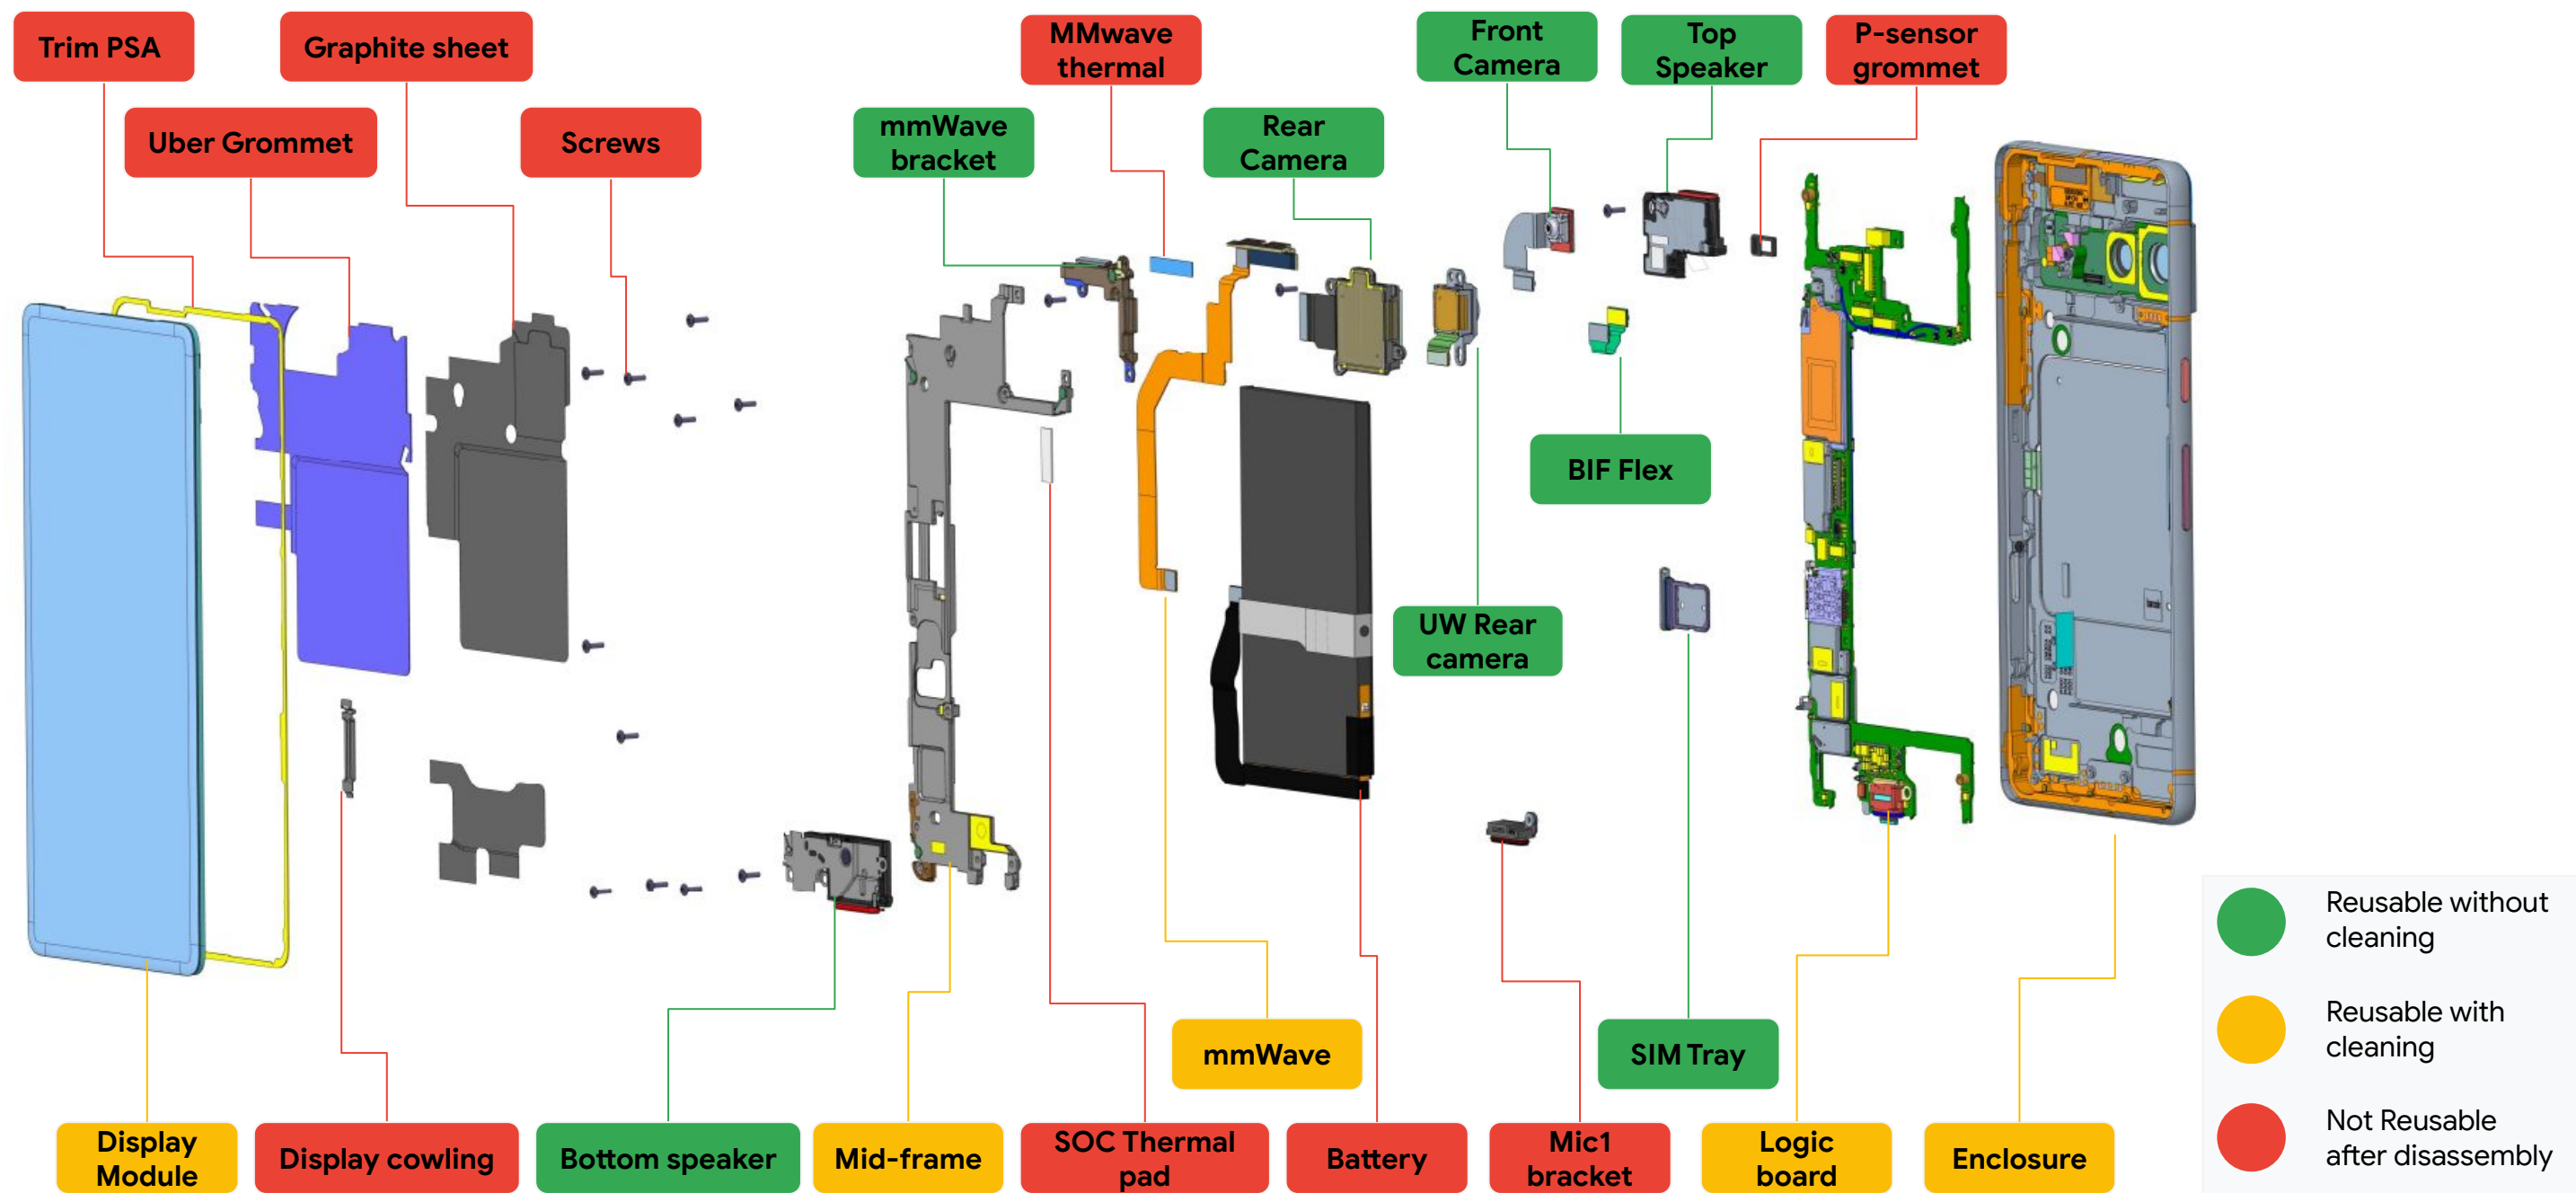 Trim PSA
Graphite sheet
MMwave
thermal
Front
Camera
Top
Speaker
P-sensor
grommet
Uber Grommet
Screws
mmWave
bracket
Rear
Camera
BIF Flex
UW Rear
camera
mmWave
SIM Tray
Display
Module
Display cowling
Bottom speaker
Mid-frame
SOC Thermal
pad
Battery
Mic1
bracket
Logic
board
Enclosure
Reusable without
cleaning
Reusable with
cleaning
Not Reusable
after disassembly